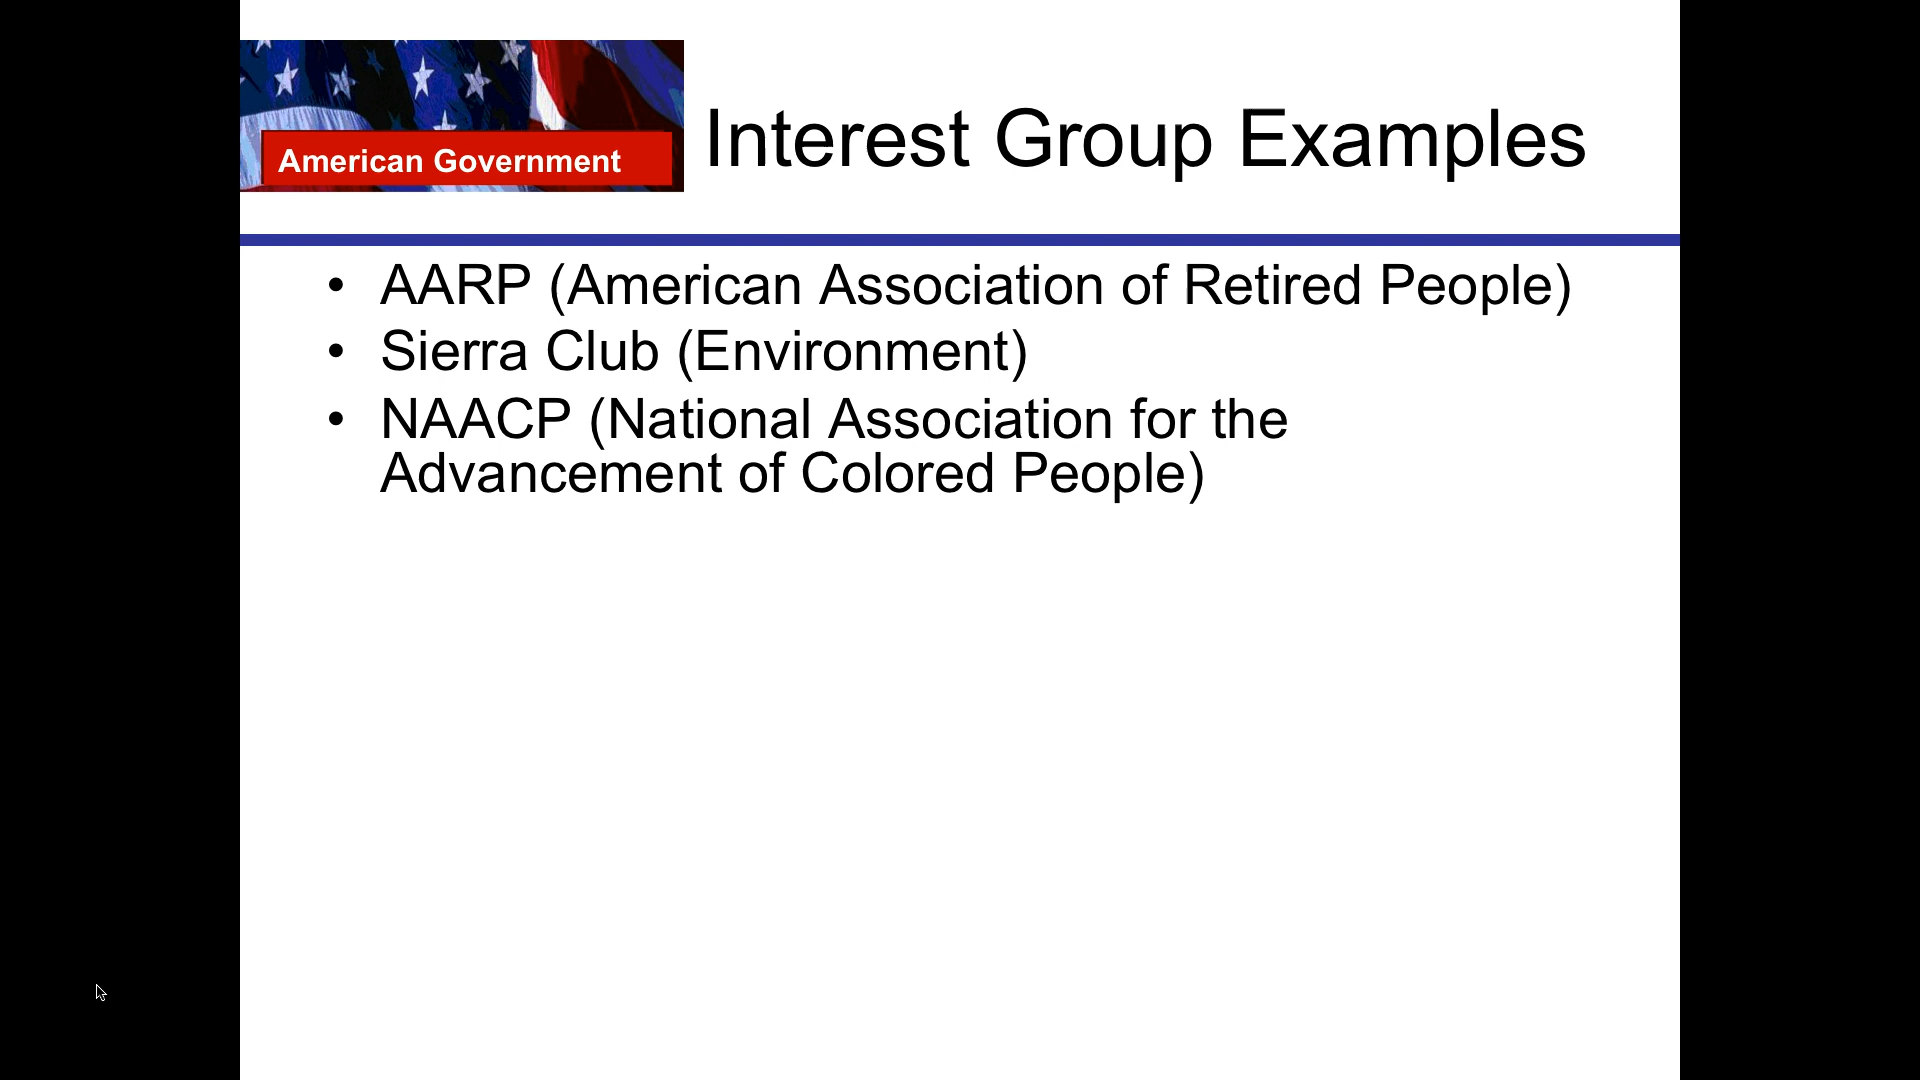 American Government
Interest Group Examples
• AARP (American Association of Retired People)
• Sierra Club (Environment)
• NAACP (National Association for the
Advancement of Colored People)